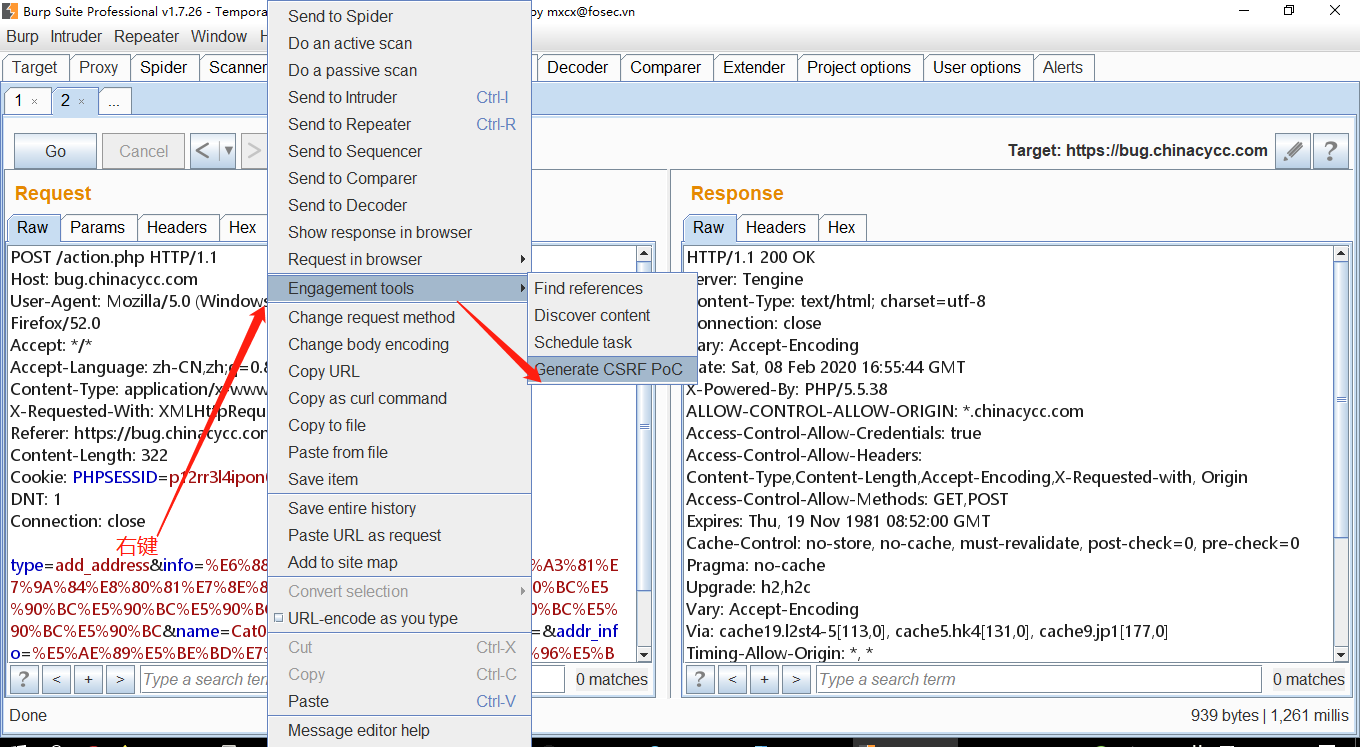 Burp Suite Professional v1.7.26 - Tempora
by mxcx@fosec.vn
Burp Intruder Repeater Window H
Target Proxy Spider Scanner Decoder Comparer Extender Project options User options Alerts
1 × 2 × ...
Go Cancel < ▼ >
Target: https://bug.chinacycc.com ?
Request
Raw Params Headers Hex
POST /action.php HTTP/1.1
Host: bug.chinacycc.com
User-Agent: Mozilla/5.0 (Windows
Firefox/52.0
Accept: */*
Accept-Language: zh-CN,zh;q=0.8
Content-Type: application/x-www
X-Requested-With: XMLHttpRequ
Referer: https://bug.chinacycc.con
Content-Length: 322
Cookie: PHPSESSID=p12rr3l4ipon
DNT: 1
Connection: close
右键
type=add_address&info=%E6%88 %A3%81%E
7%9A%84%E8%80%81%E7%8E%8 0%BC%E5
%90%BC%E5%90%BC%E5%90%B C%E5%90%BC%E5%
90%BC%E5%90%BC&name=Cat0 =&addr_inf
o=%E5%AE%89%E5%BE%BD%E7% 96%E5%B
? < + > Type a search term 0 matches
Done
Send to Spider
Do an active scan
Do a passive scan
Send to Intruder Ctrl-I
Send to Repeater Ctrl-R
Send to Sequencer
Send to Comparer
Send to Decoder
Show response in browser
Request in browser
Engagement tools
Change request method
Change body encoding
Copy URL
Copy as curl command
Copy to file
Paste from file
Save item
Save entire history
Paste URL as request
Add to site map
Convert selection
URL-encode as you type
Cut Ctrl-X
Copy Ctrl-C
Paste Ctrl-V
Message editor help
Find references
Discover content
Schedule task
Generate CSRF PoC
Response
Raw Headers Hex
HTTP/1.1 200 OK
Server: Tengine
Content-Type: text/html; charset=utf-8
Connection: close
Vary: Accept-Encoding
Date: Sat, 08 Feb 2020 16:55:44 GMT
X-Powered-By: PHP/5.5.38
ALLOW-CONTROL-ALLOW-ORIGIN: *.chinacycc.com
Access-Control-Allow-Credentials: true
Access-Control-Allow-Headers:
Content-Type,Content-Length,Accept-Encoding,X-Requested-with, Origin
Access-Control-Allow-Methods: GET,POST
Expires: Thu, 19 Nov 1981 08:52:00 GMT
Cache-Control: no-store, no-cache, must-revalidate, post-check=0, pre-check=0
Pragma: no-cache
Upgrade: h2,h2c
Vary: Accept-Encoding
Via: cache19.l2st4-5[113,0], cache5.hk4[131,0], cache9.jp1[177,0]
Timing-Allow-Origin: *, *
? < + > Type a search term 0 matches
939 bytes | 1,261 millis